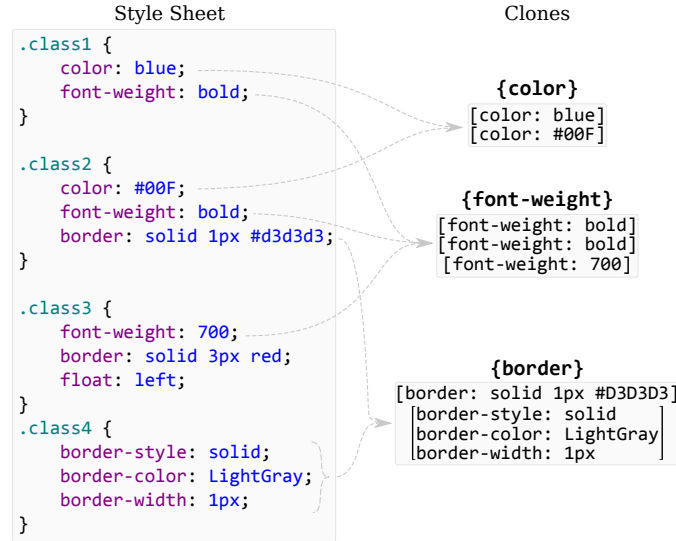 Style Sheet
.class1 {
    color: blue;
    font-weight: bold;
}
.class2 {
    color: #00F;
    font-weight: bold;
    border: solid 1px #d3d3d3;
}
.class3 {
    font-weight: 700;
    border: solid 3px red;
    float: left;
}
.class4 {
    border-style: solid;
    border-color: LightGray;
    border-width: 1px;
}
Clones
{color}
[color: blue]
[color: #00F]
{font-weight}
[font-weight: bold]
[font-weight: bold]
[font-weight: 700]
{border}
[border: solid 1px #D3D3D3]
[border-style: solid
border-color: LightGray
border-width: 1px]